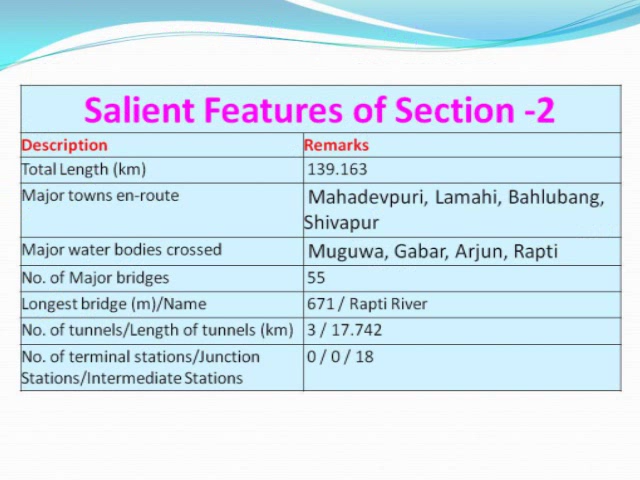 Salient Features of Section -2
Description Remarks
Total Length (km) 139.163
Major towns en-route Mahadevpuri, Lamahi, Bahlubang,
Shivapur
Major water bodies crossed Muguwa, Gabar, Arjun, Rapti
No. of Major bridges 55
Longest bridge (m)/Name 671 / Rapti River
No. of tunnels/Length of tunnels (km) 3 / 17.742
No. of terminal stations/Junction 0 / 0 / 18
Stations/Intermediate Stations